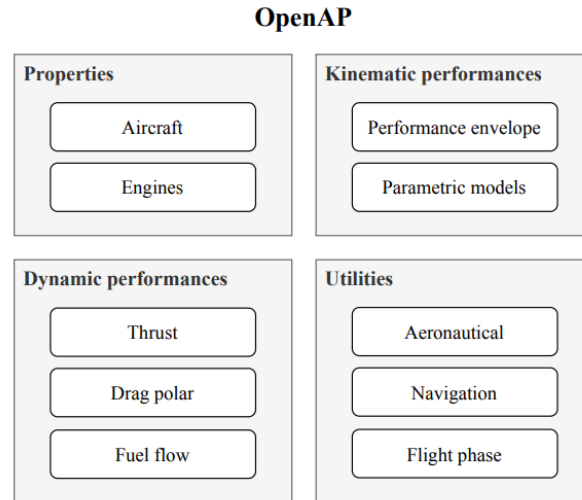 OpenAP
Properties
Aircraft
Engines
Kinematic performances
Performance envelope
Parametric models
Dynamic performances
Thrust
Drag polar
Fuel flow
Utilities
Aeronautical
Navigation
Flight phase